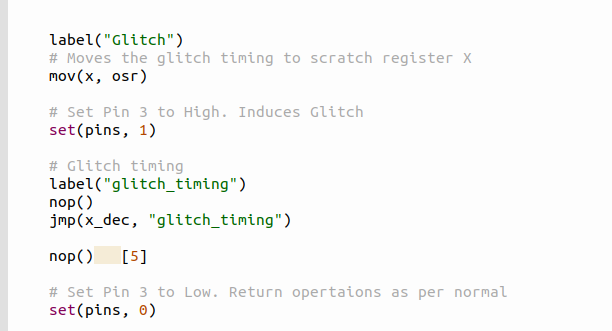 label("Glitch")
# Moves the glitch timing to scratch register X
mov(x, osr)
# Set Pin 3 to High. Induces Glitch
set(pins, 1)
# Glitch timing
label("glitch_timing")
nop()
jmp(x_dec, "glitch_timing")
nop()   [5]
# Set Pin 3 to Low. Return opertaions as per normal
set(pins, 0)